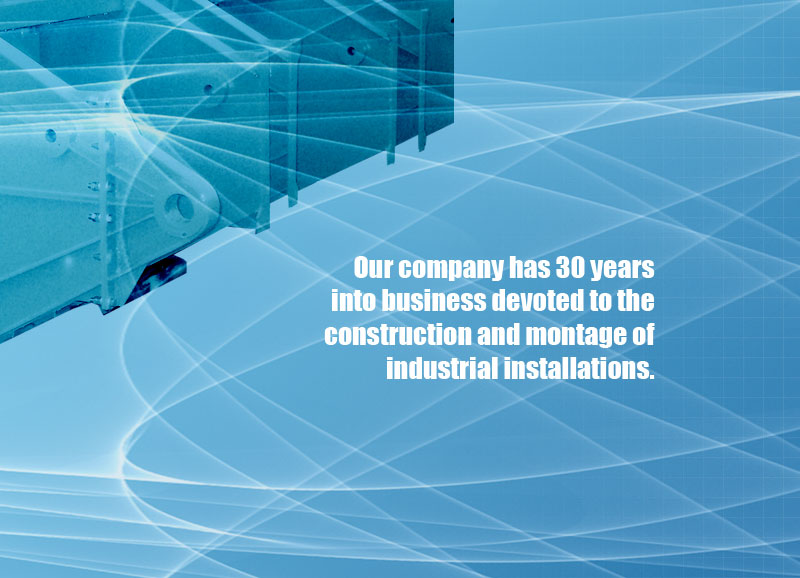 Our company has 30 years
into business devoted to the
construction and montage of
industrial installations.